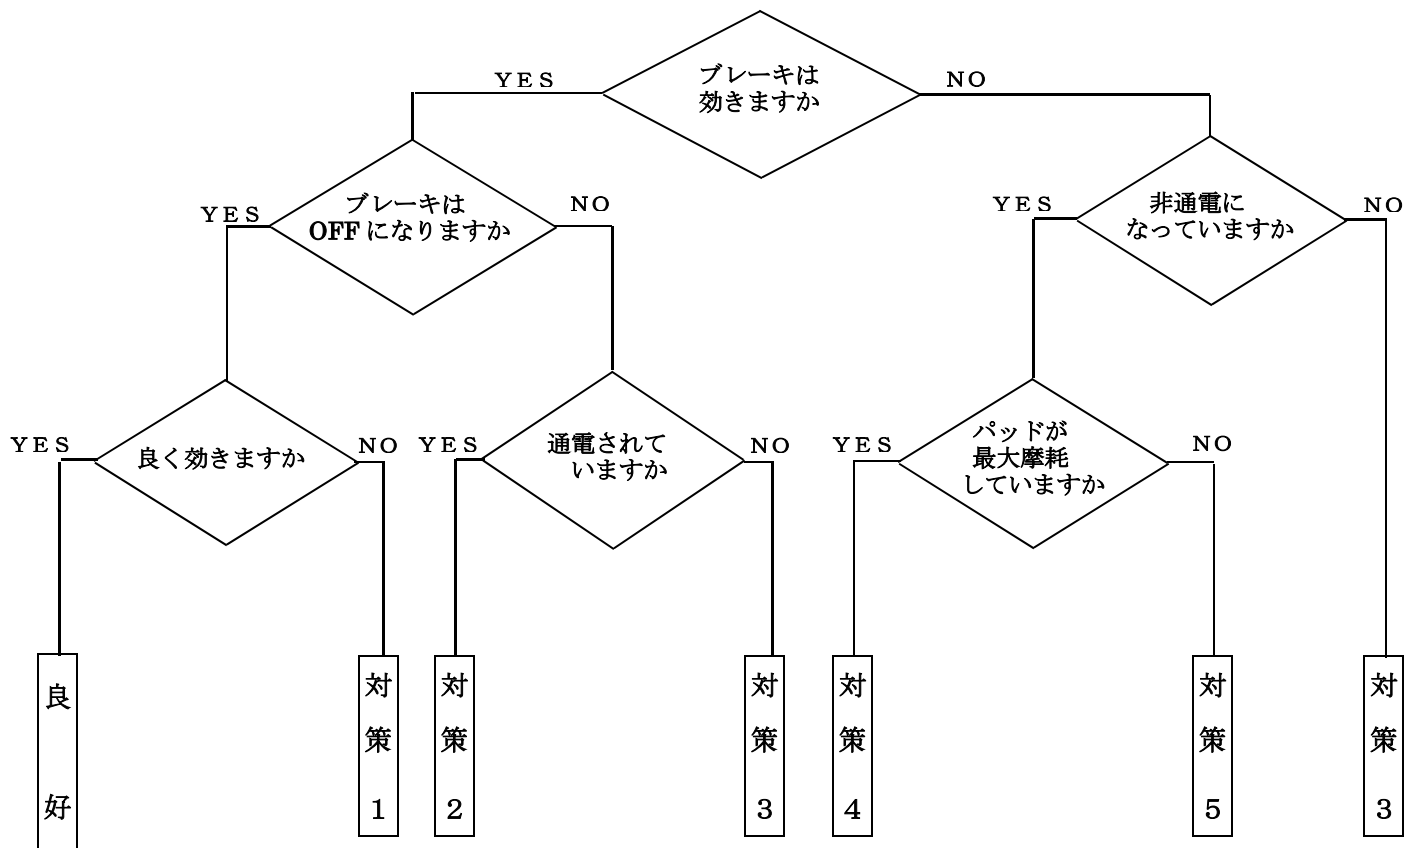 ブレーキは
効きますか
ＹＥＳ
ＮＯ
ブレーキは
OFF になりますか
ＹＥＳ
ＮＯ
非通電に
なっていますか
ＹＥＳ
ＮＯ
良く効きますか
ＹＥＳ
ＮＯ
通電されて
いますか
ＹＥＳ
ＮＯ
パッドが
最大摩耗
していますか
ＹＥＳ
ＮＯ
良好
対策１
対策２
対策３
対策４
対策５
対策３